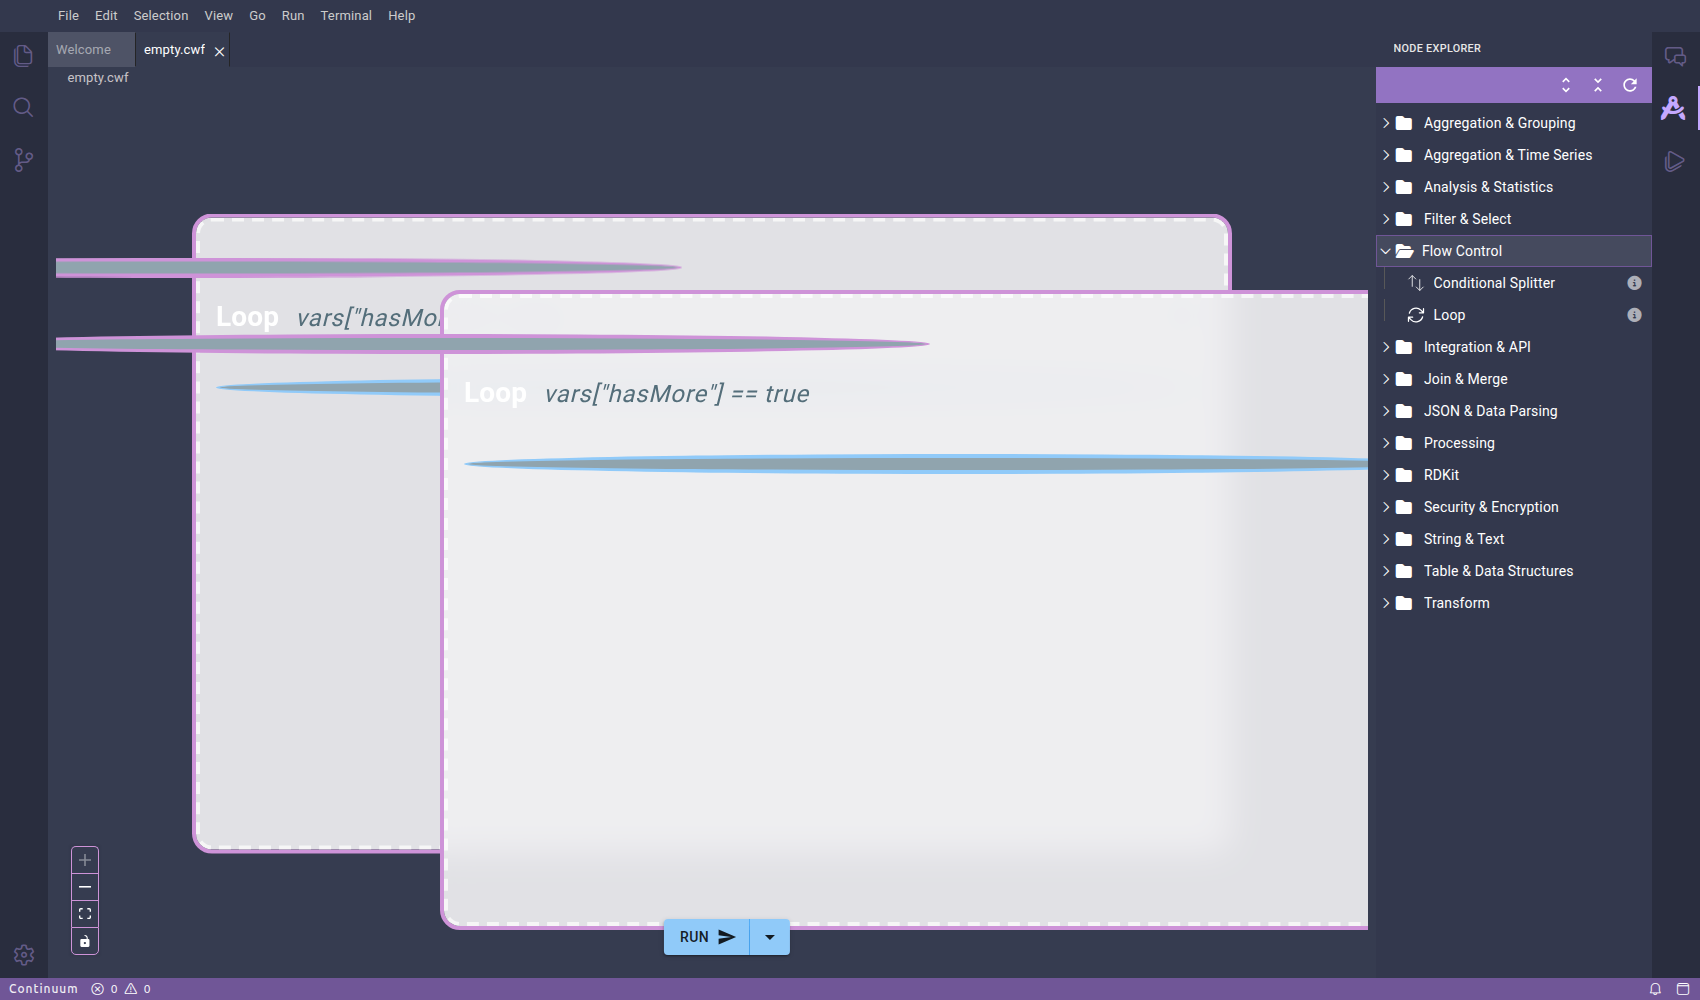 File Edit Selection View Go Run Terminal Help
Welcome empty.cwf
empty.cwf
Loop vars["hasMor
Loop vars["hasMore"] == true
RUN
NODE EXPLORER
Aggregation & Grouping
Aggregation & Time Series
Analysis & Statistics
Filter & Select
Flow Control
Conditional Splitter
Loop
Integration & API
Join & Merge
JSON & Data Parsing
Processing
RDKit
Security & Encryption
String & Text
Table & Data Structures
Transform
Continuum 0 0